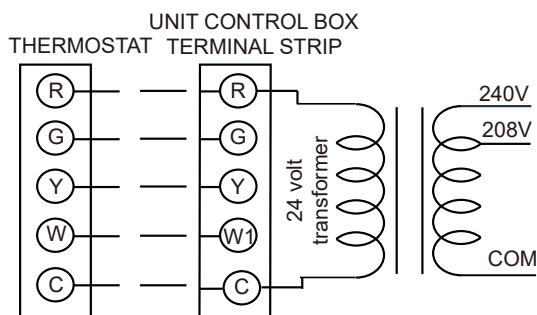 UNIT CONTROL BOX
THERMOSTAT TERMINAL STRIP
R R
240V
G G
208V
Y Y
24 volt
transformer
W W1
COM
C C